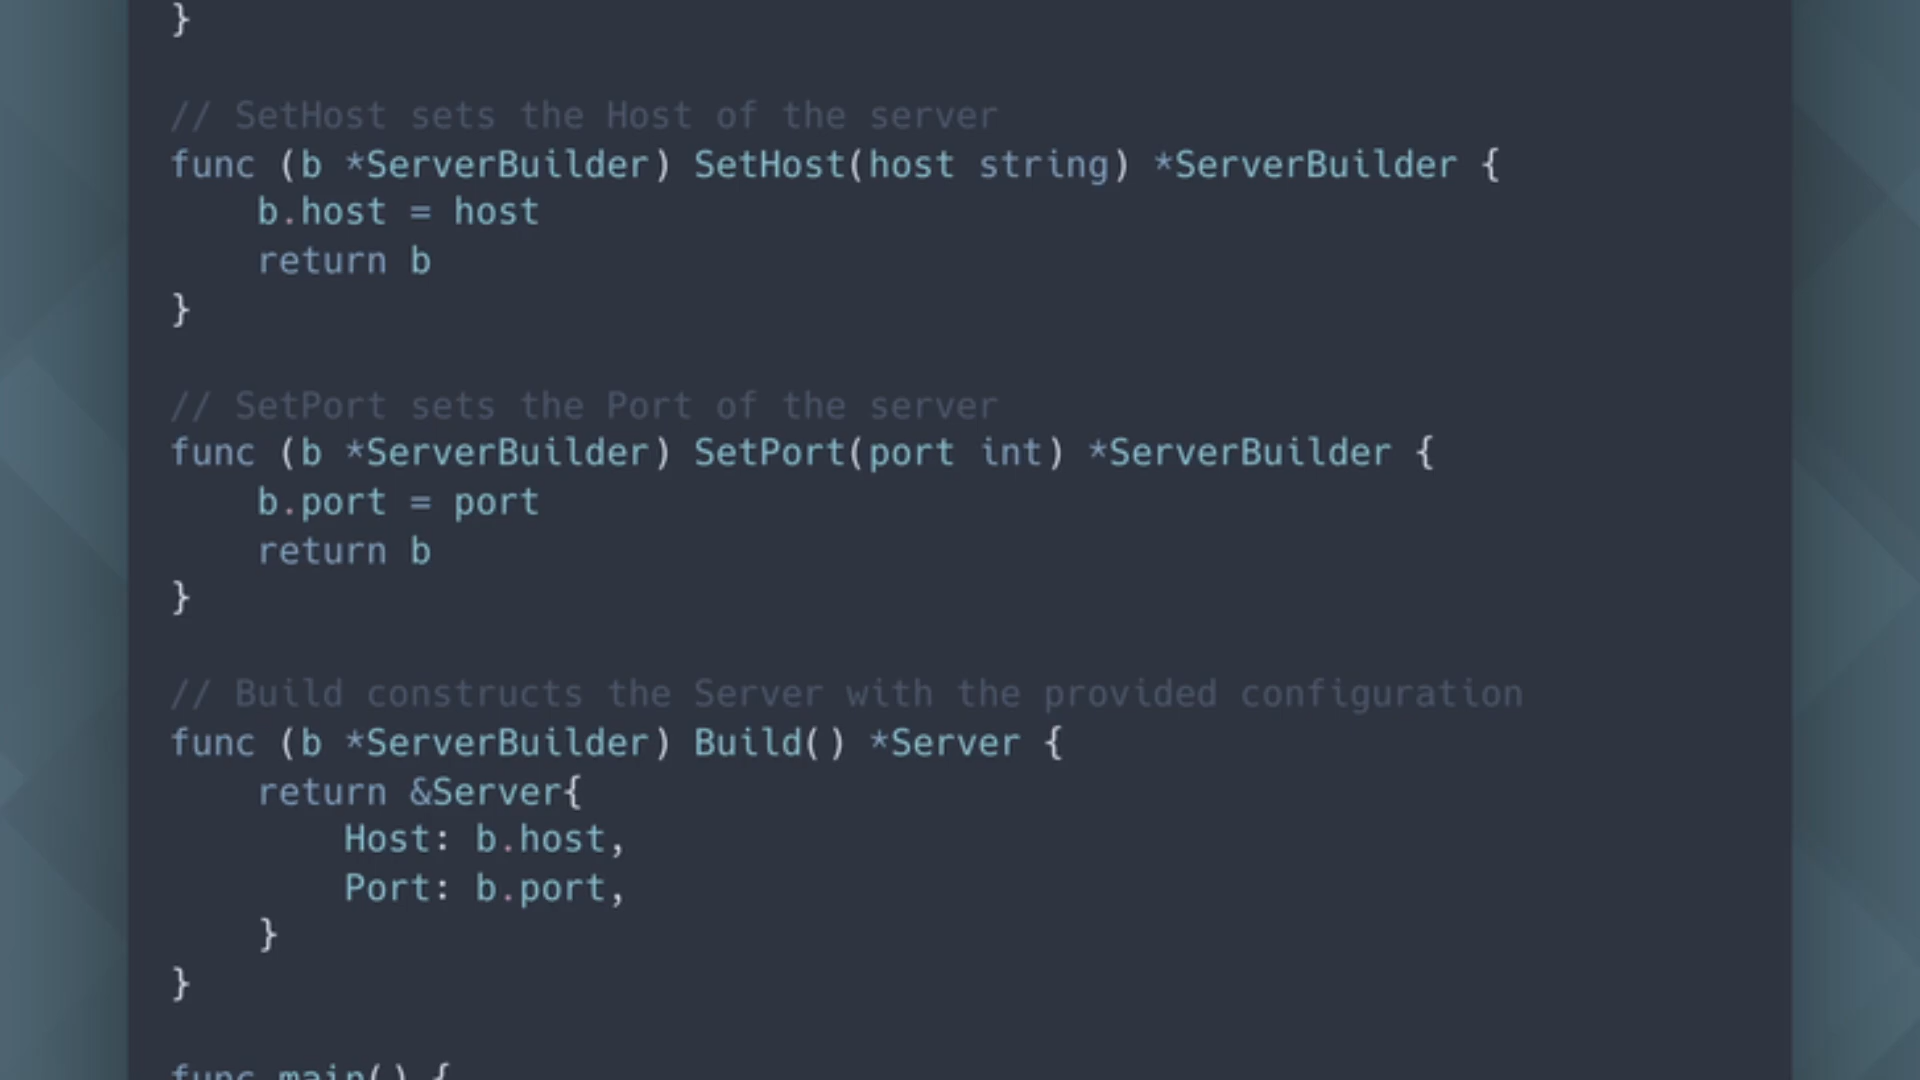 }
// SetHost sets the Host of the server
func (b *ServerBuilder) SetHost(host string) *ServerBuilder {
    b.host = host
    return b
}
// SetPort sets the Port of the server
func (b *ServerBuilder) SetPort(port int) *ServerBuilder {
    b.port = port
    return b
}
// Build constructs the Server with the provided configuration
func (b *ServerBuilder) Build() *Server {
    return &Server{
        Host: b.host,
        Port: b.port,
    }
}
func main() {